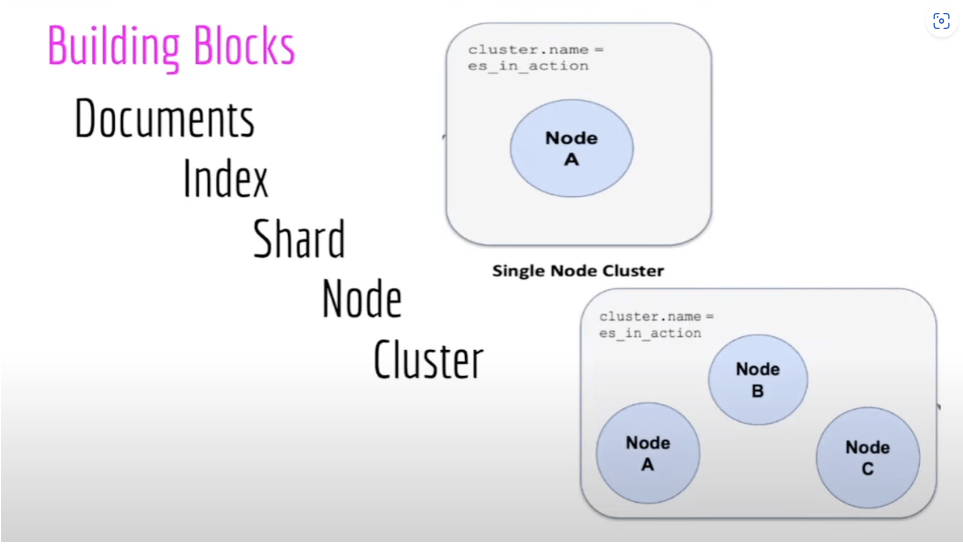 Building Blocks
Documents
Index
Shard
Node
Cluster
cluster.name =
es_in_action
Node
A
Single Node Cluster
cluster.name =
es_in_action
Node
B
Node
A
Node
C